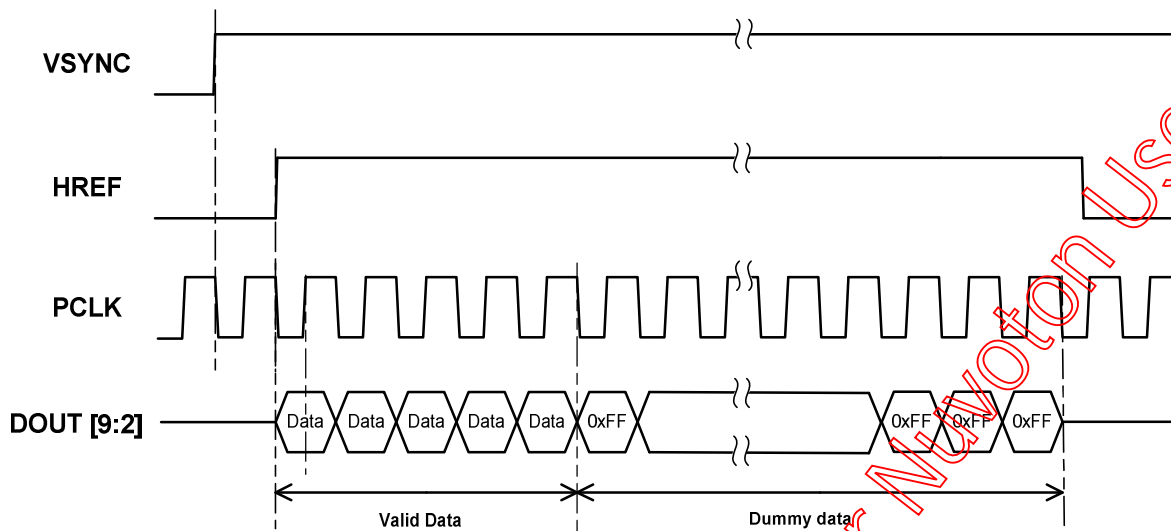 VSYNC
HREF
PCLK
DOUT [9:2]
Data Data Data Data Data 0xFF 0xFF 0xFF 0xFF
Valid Data
Dummy data
r Nuvoton Us